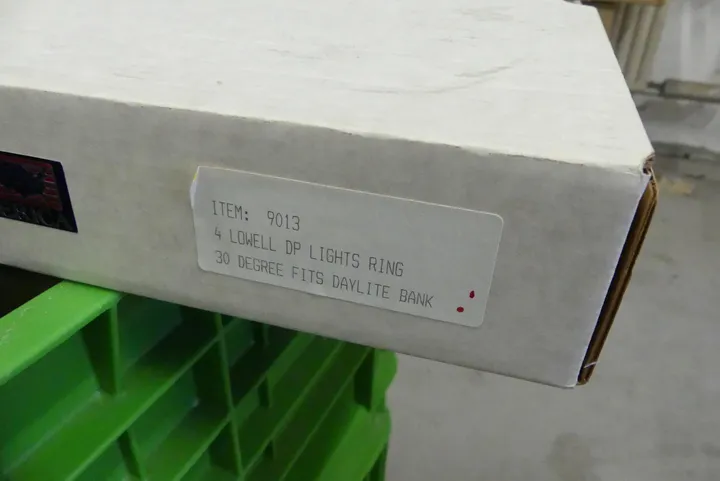 ITEM: 9013
4 LOWELL DP LIGHTS RING
30 DEGREE FITS DAYLITE BANK